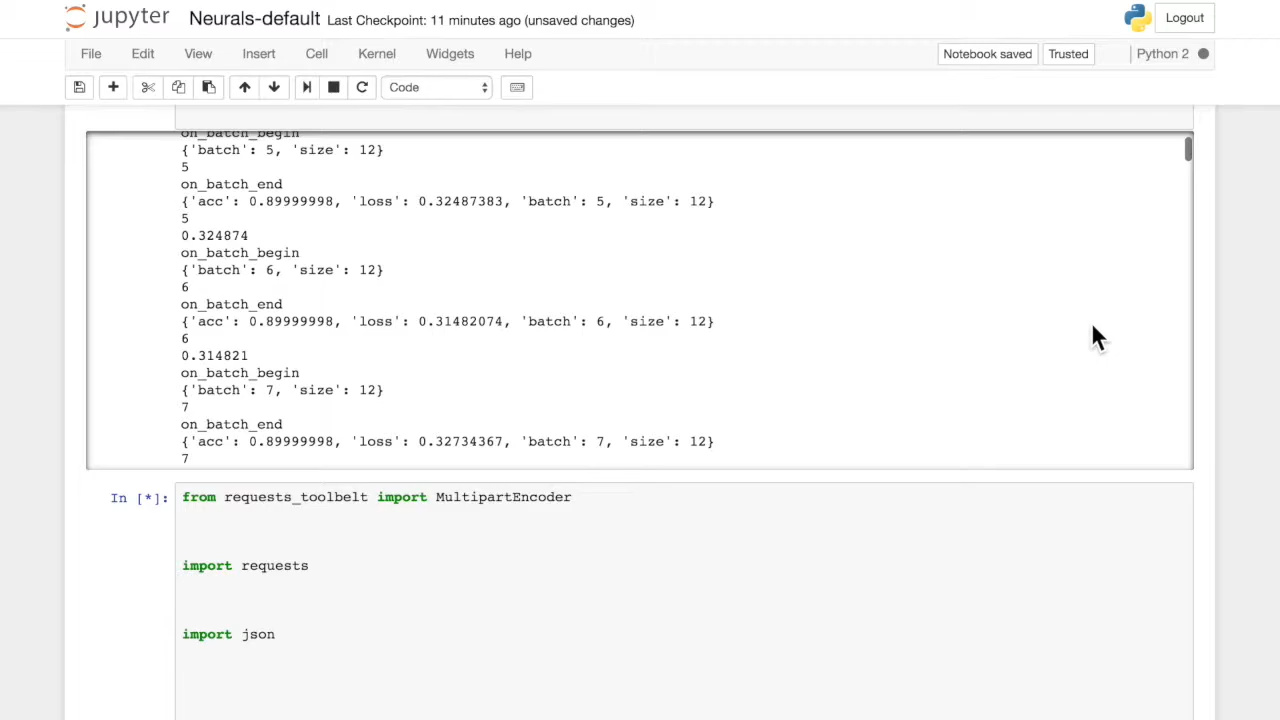 jupyter Neurals-default Last Checkpoint: 11 minutes ago (unsaved changes) Logout
File Edit View Insert Cell Kernel Widgets Help Notebook saved Trusted Python 2
Code
on_batch_begin
{'batch': 5, 'size': 12}
5
on_batch_end
{'acc': 0.89999998, 'loss': 0.32487383, 'batch': 5, 'size': 12}
5
0.324874
on_batch_begin
{'batch': 6, 'size': 12}
6
on_batch_end
{'acc': 0.89999998, 'loss': 0.31482074, 'batch': 6, 'size': 12}
6
0.314821
on_batch_begin
{'batch': 7, 'size': 12}
7
on_batch_end
{'acc': 0.89999998, 'loss': 0.32734367, 'batch': 7, 'size': 12}
7
In [*]: from requests_toolbelt import MultipartEncoder
import requests
import json